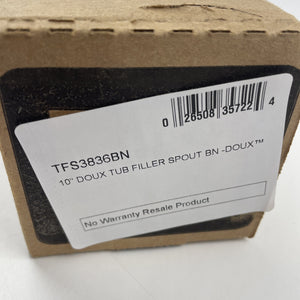 0 26508 35722 4
TFS3836BN
10" DOUX TUB FILLER SPOUT BN -DOUX™
No Warranty Resale Product